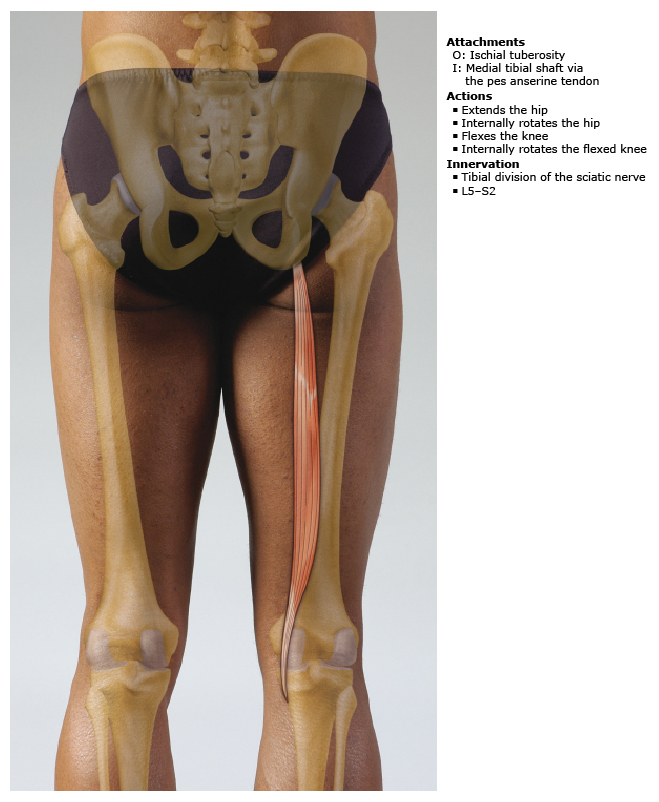 Attachments
O: Ischial tuberosity
I: Medial tibial shaft via
the pes anserine tendon
Actions
▪ Extends the hip
▪ Internally rotates the hip
▪ Flexes the knee
▪ Internally rotates the flexed knee
Innervation
▪ Tibial division of the sciatic nerve
▪ L5–S2